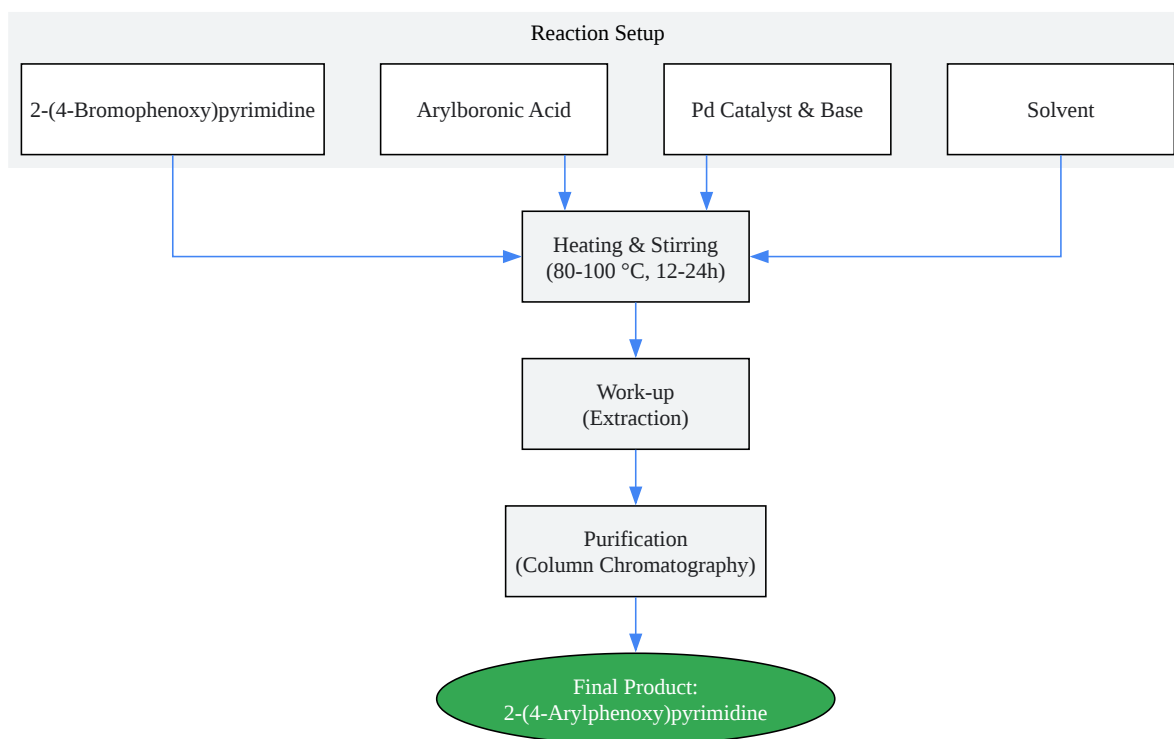 Reaction Setup
2-(4-Bromophenoxy)pyrimidine
Arylboronic Acid
Pd Catalyst & Base
Solvent
Heating & Stirring
(80-100 °C, 12-24h)
Work-up
(Extraction)
Purification
(Column Chromatography)
Final Product:
2-(4-Arylphenoxy)pyrimidine